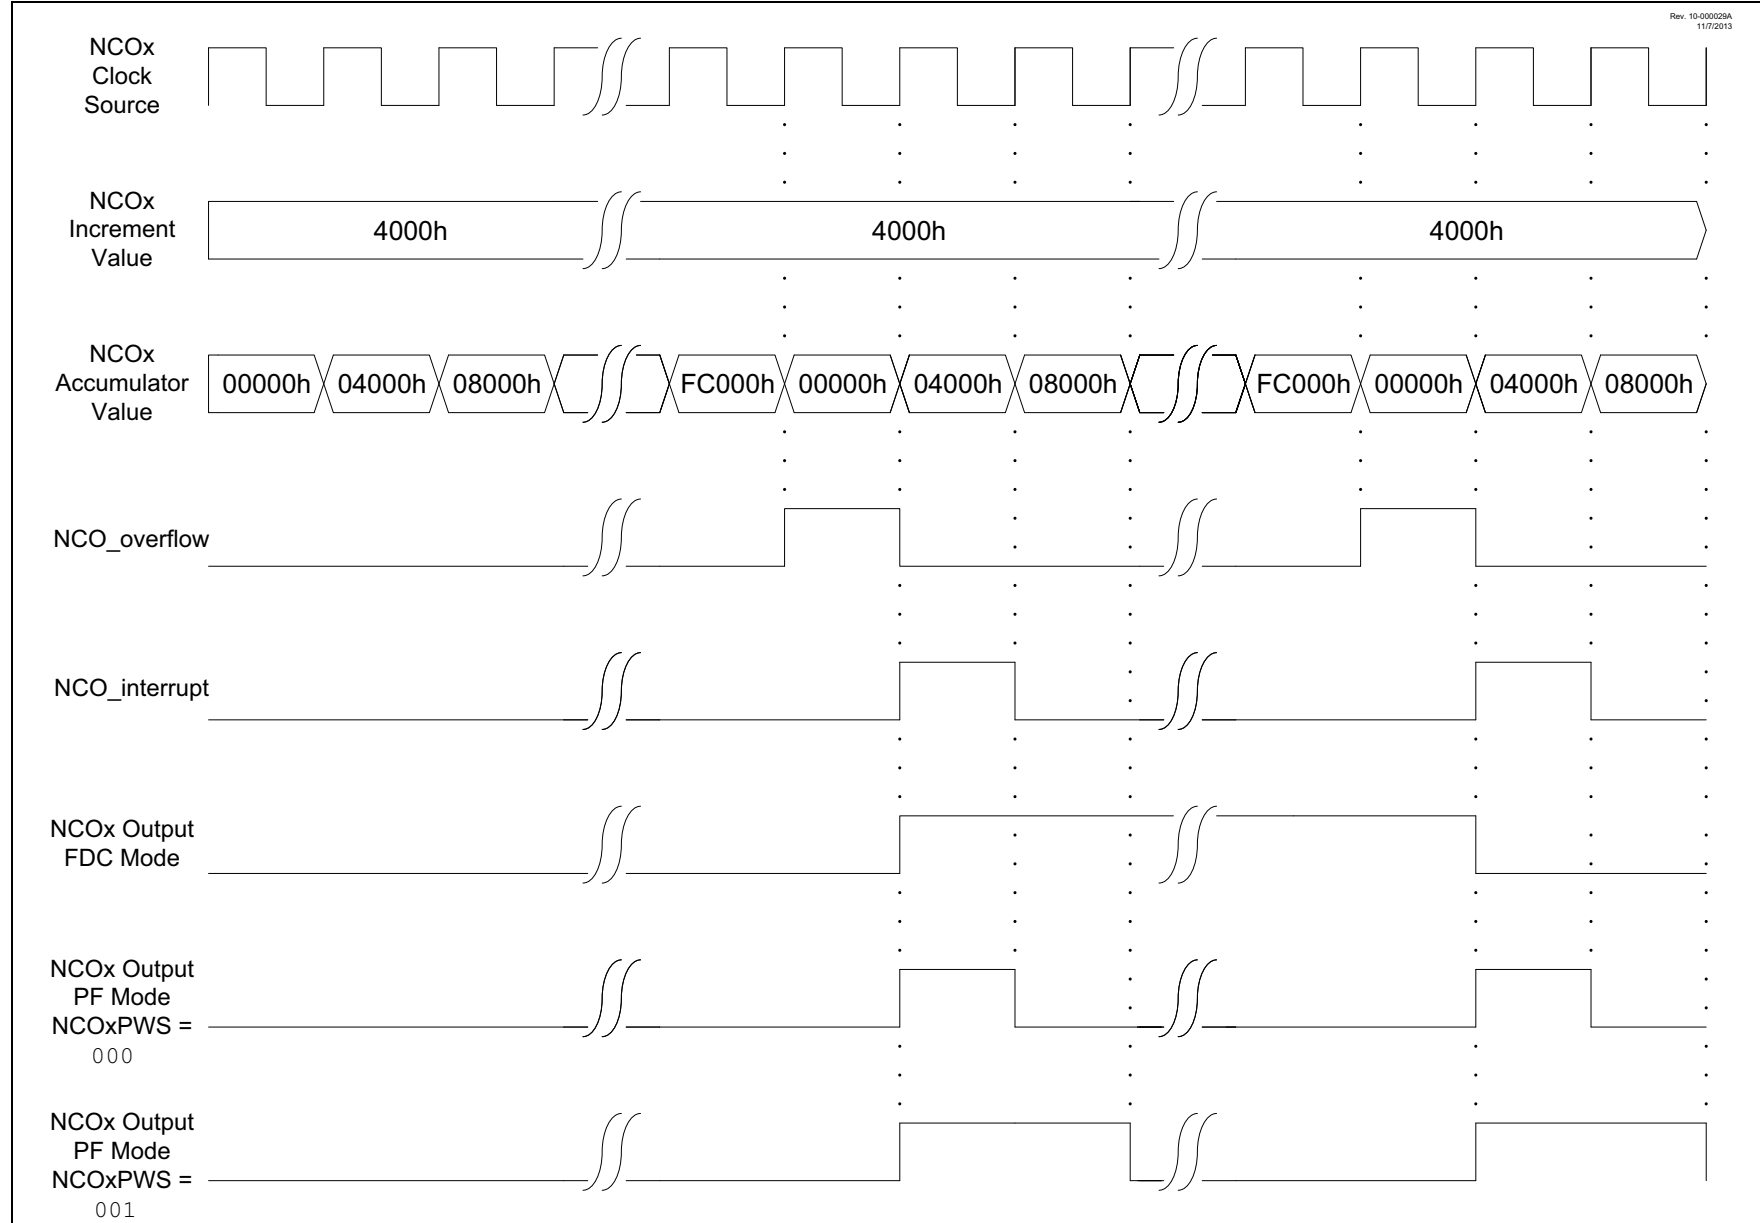 Rev. 10-000029A
11/7/2013
NCOx
Clock
Source
NCOx
Increment
Value
4000h
4000h
4000h
NCOx
Accumulator
Value
00000h
04000h
08000h
FC000h
00000h
04000h
08000h
FC000h
00000h
04000h
08000h
NCO_overflow
NCO_interrupt
NCOx Output
FDC Mode
NCOx Output
PF Mode
NCOxPWS =
000
NCOx Output
PF Mode
NCOxPWS =
001